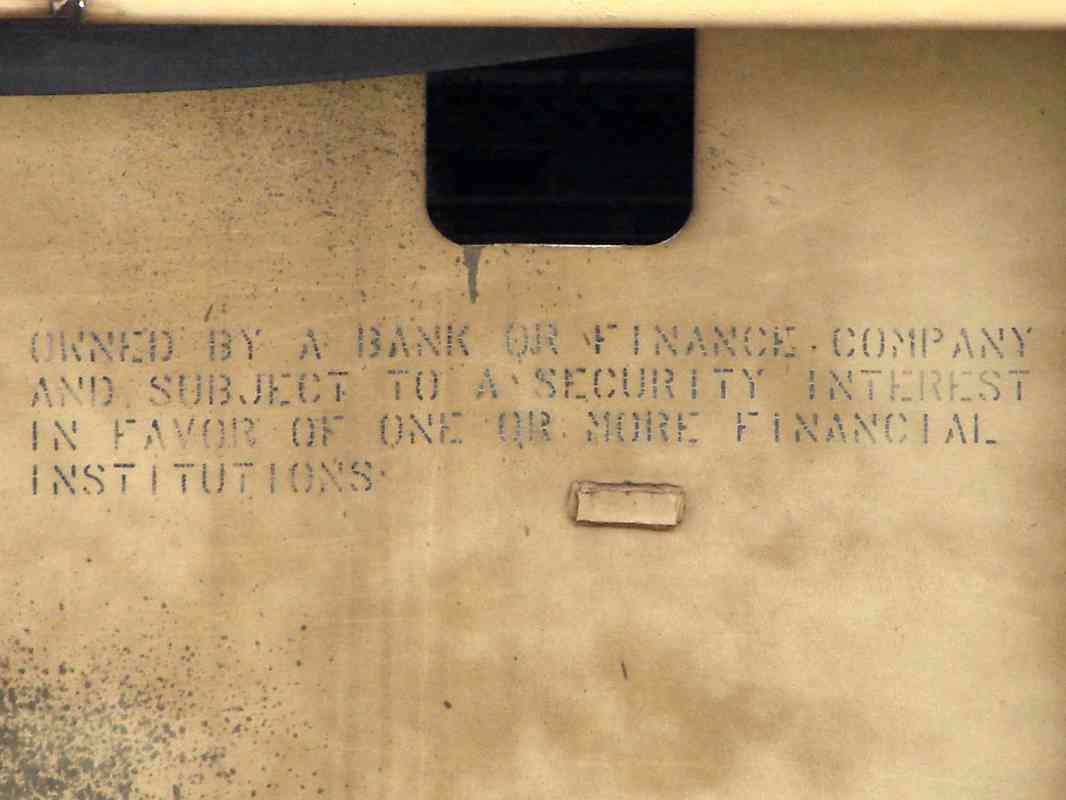 OWNED BY A BANK OR FINANCE COMPANY
AND SUBJECT TO A SECURITY INTEREST
IN FAVOR OF ONE OR MORE FINANCIAL
INSTITUTIONS